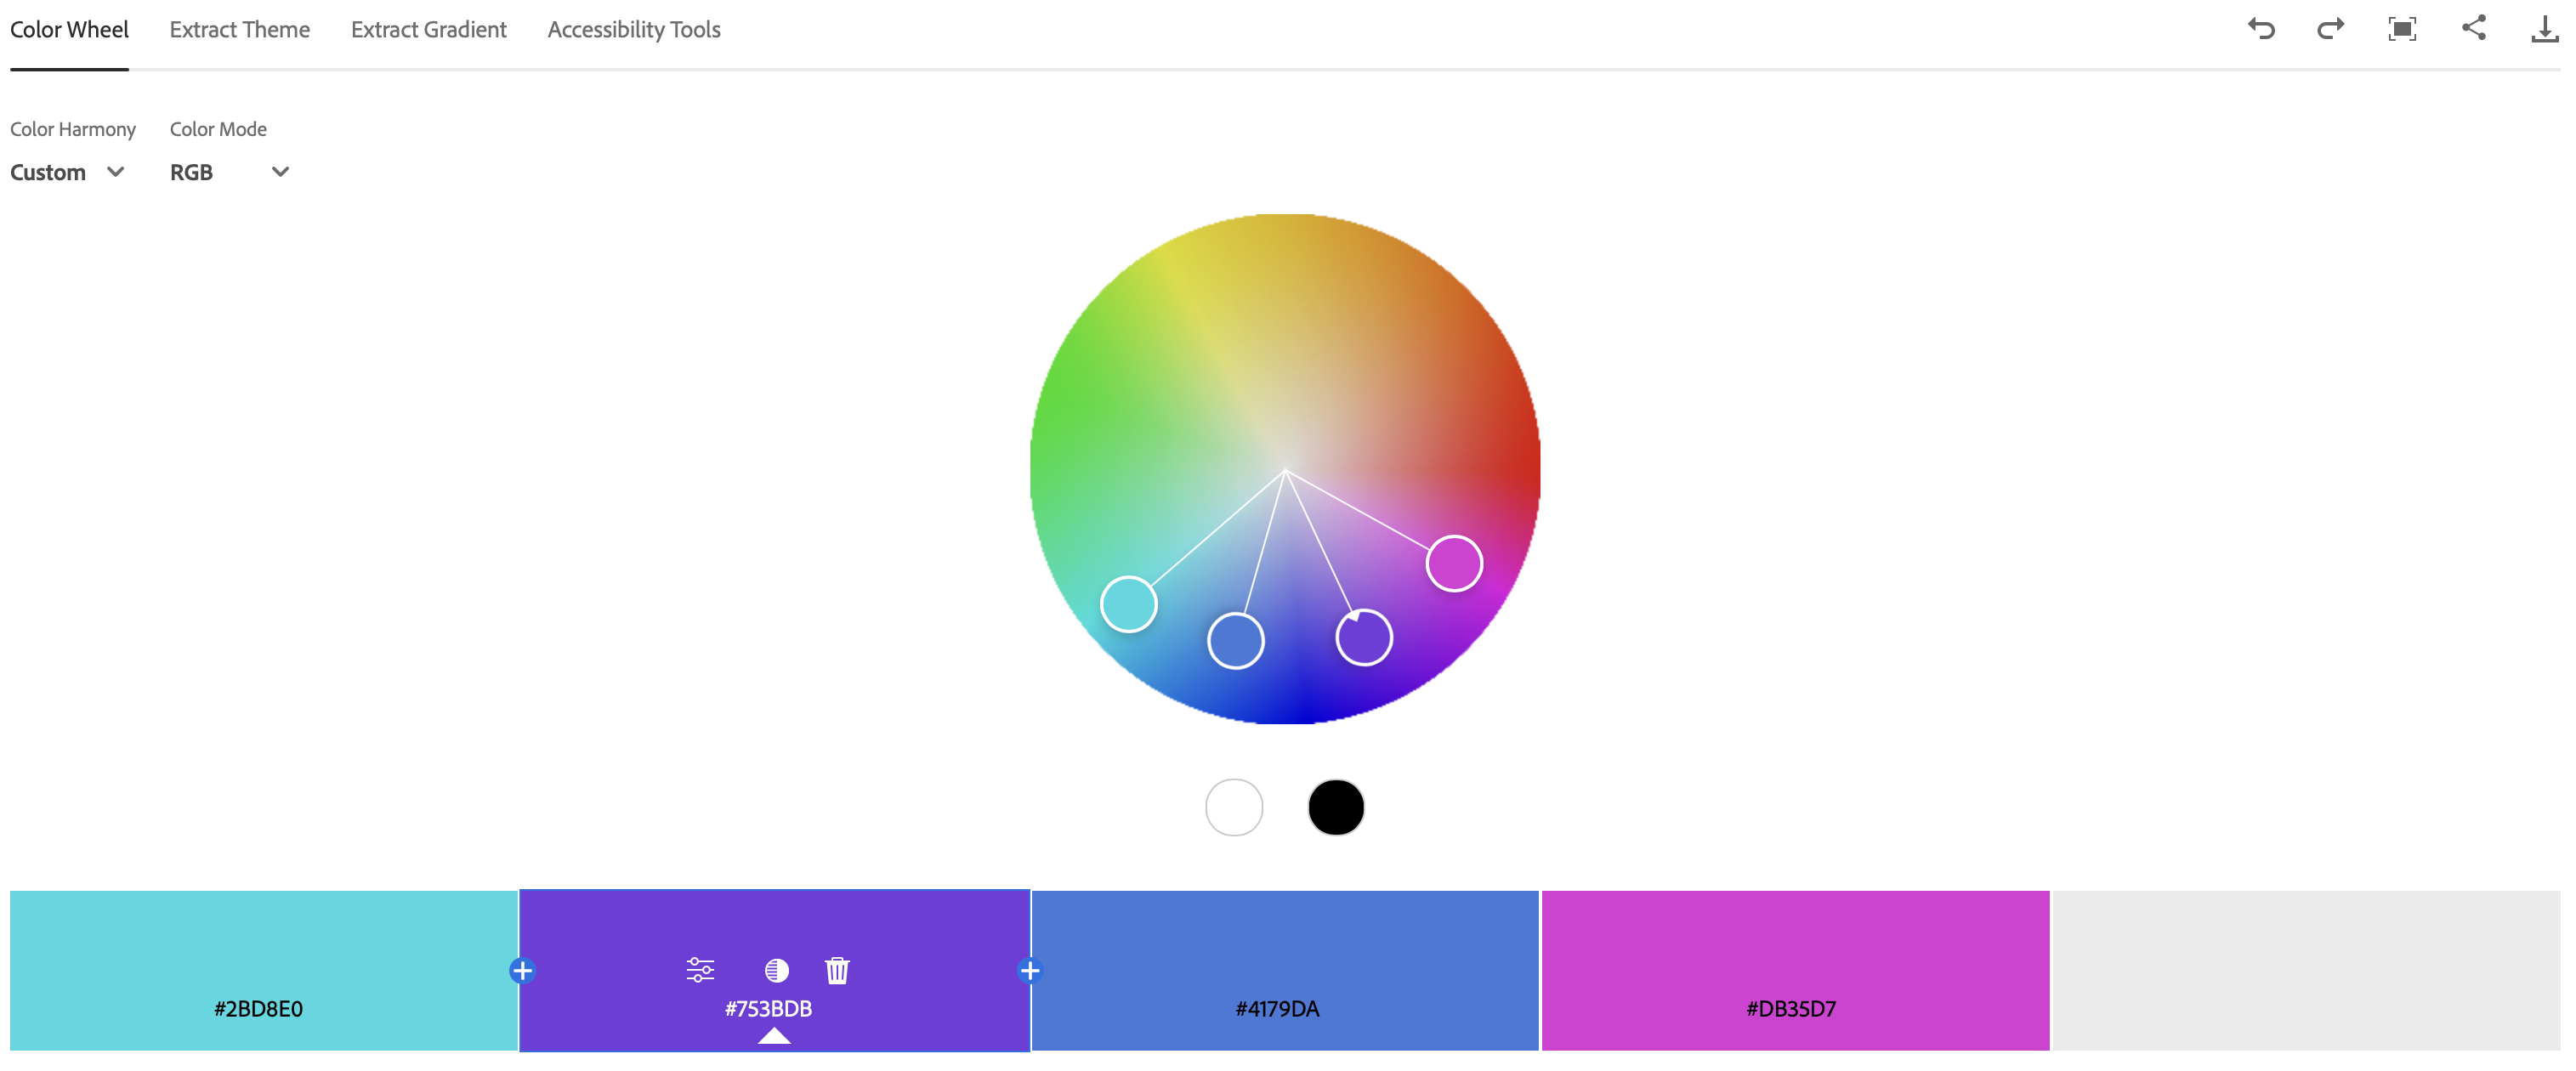 Color Wheel Extract Theme Extract Gradient Accessibility Tools
Color Harmony Color Mode
Custom RGB
#2BD8E0 #753BDB #4179DA #DB35D7